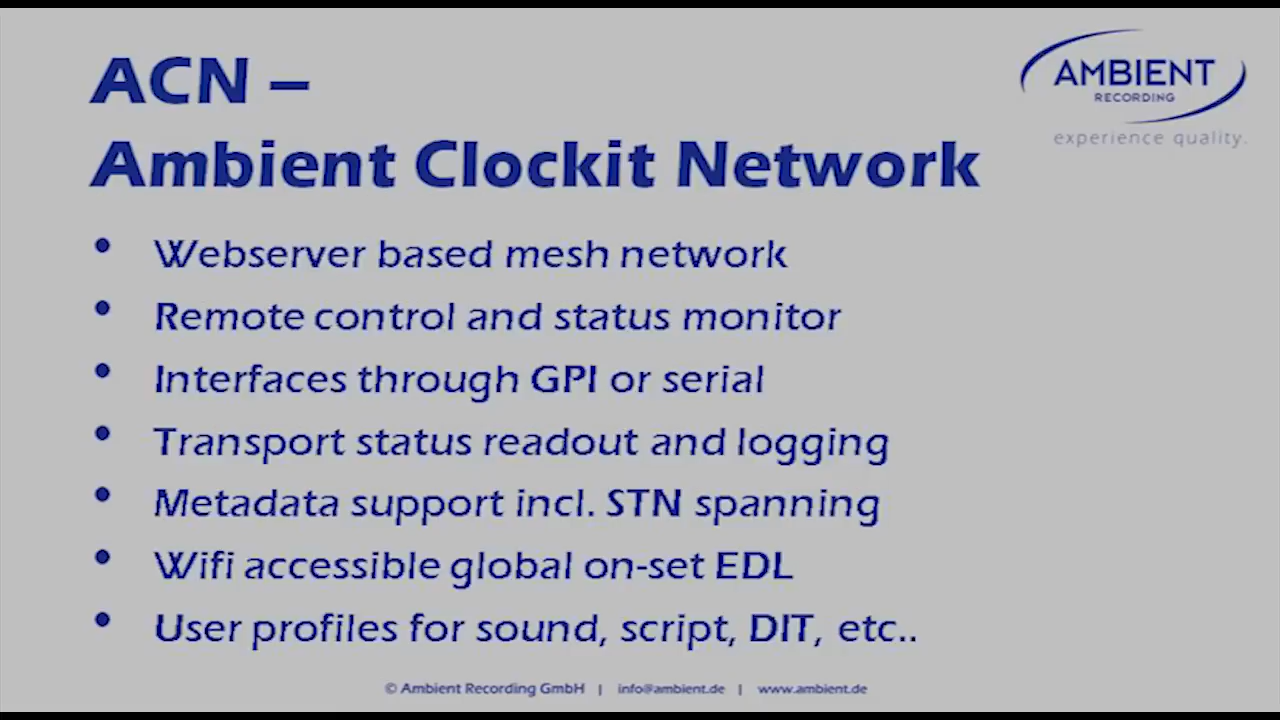 ACN –
Ambient Clockit Network
AMBIENT
RECORDING
experience quality.
• Webserver based mesh network
• Remote control and status monitor
• Interfaces through GPI or serial
• Transport status readout and logging
• Metadata support incl. STN spanning
• Wifi accessible global on-set EDL
• User profiles for sound, script, DIT, etc..
© Ambient Recording GmbH | info@ambient.de | www.ambient.de